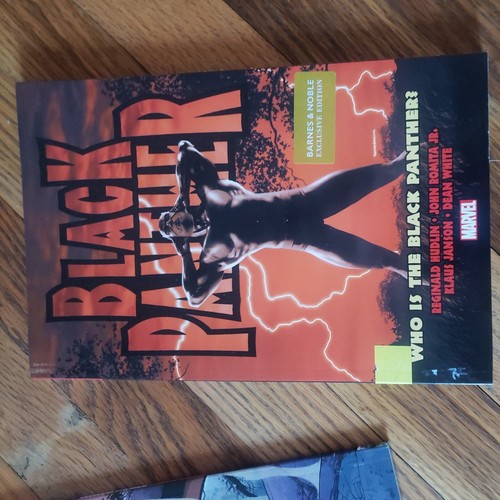 BLACK
PANTHER
BARNES & NOBLE
EXCLUSIVE EDITION
WHO IS THE BLACK PANTHER?
REGINALD HUDLIN • JOHN ROMITA JR.
KLAUS JANSON • DEAN WHITE
MARVEL